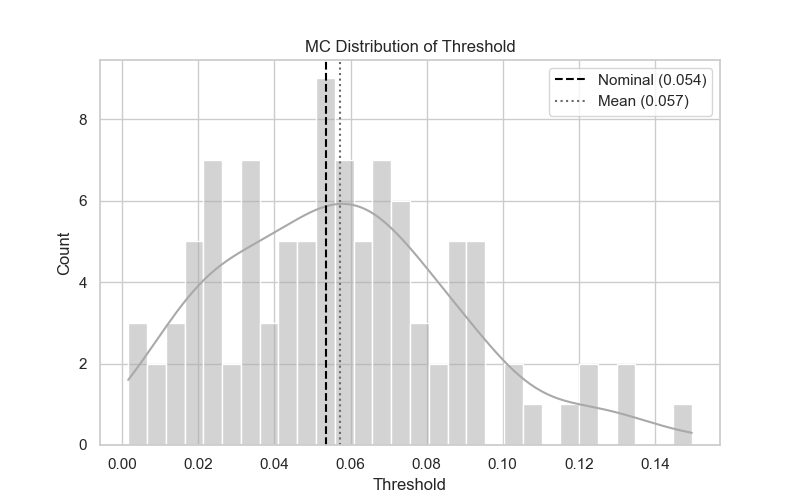 MC Distribution of Threshold
Nominal (0.054)
Mean (0.057)
Count
8
6
4
2
0
0.00 0.02 0.04 0.06 0.08 0.10 0.12 0.14
Threshold